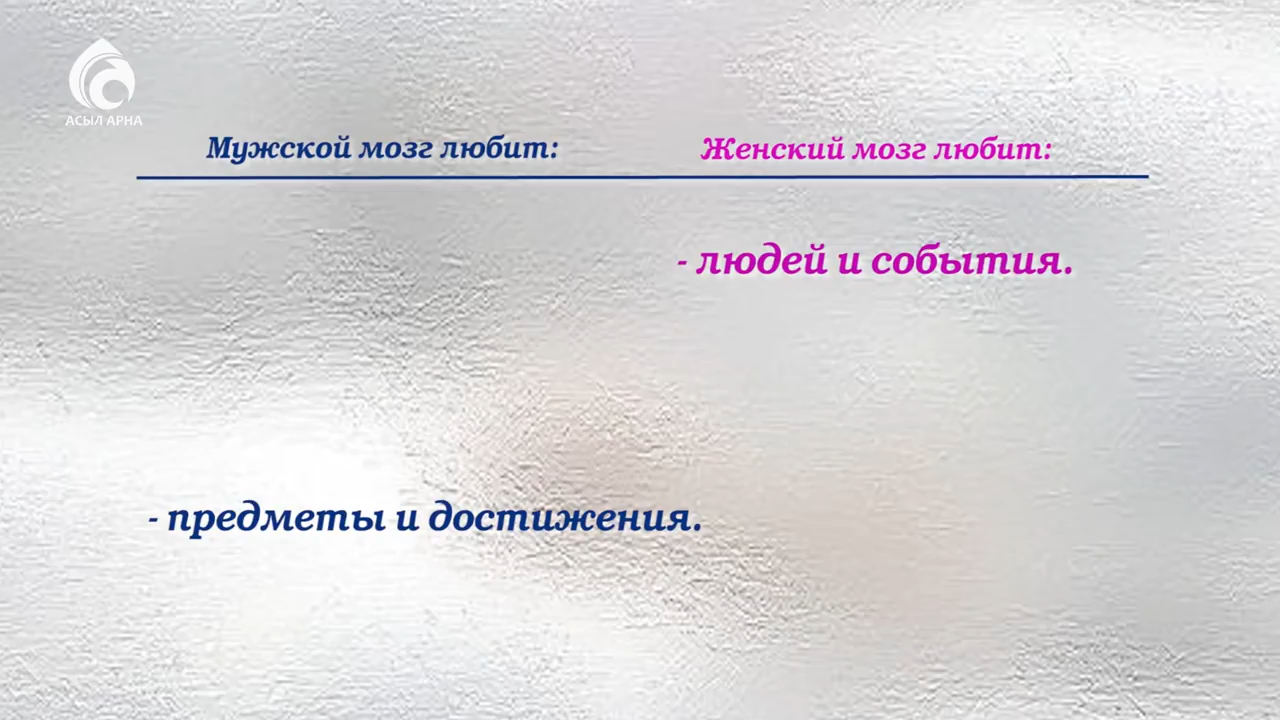 АСЫЛ АРНА
Мужской мозг любит:
Женский мозг любит:
- людей и события.
- предметы и достижения.